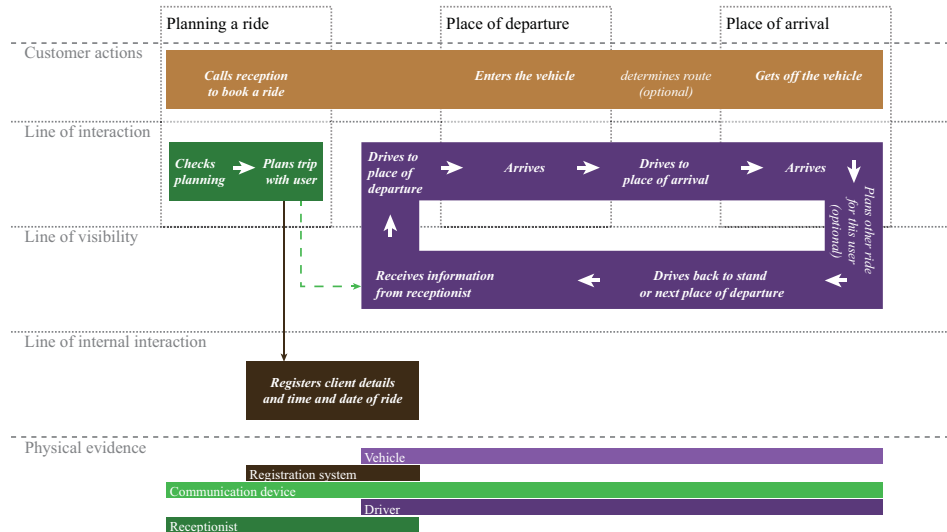 Planning a ride
Place of departure
Place of arrival
Customer actions
Calls reception
to book a ride
Enters the vehicle
determines route
(optional)
Gets off the vehicle
Line of interaction
Checks
planning
Plans trip
with user
Drives to
place of
departure
Arrives
Drives to
place of arrival
Arrives
Plans other ride
for this user
(optional)
Line of visibility
Receives information
from receptionist
Drives back to stand
or next place of departure
Line of internal interaction
Registers client details
and time and date of ride
Physical evidence
Vehicle
Registration system
Communication device
Driver
Receptionist